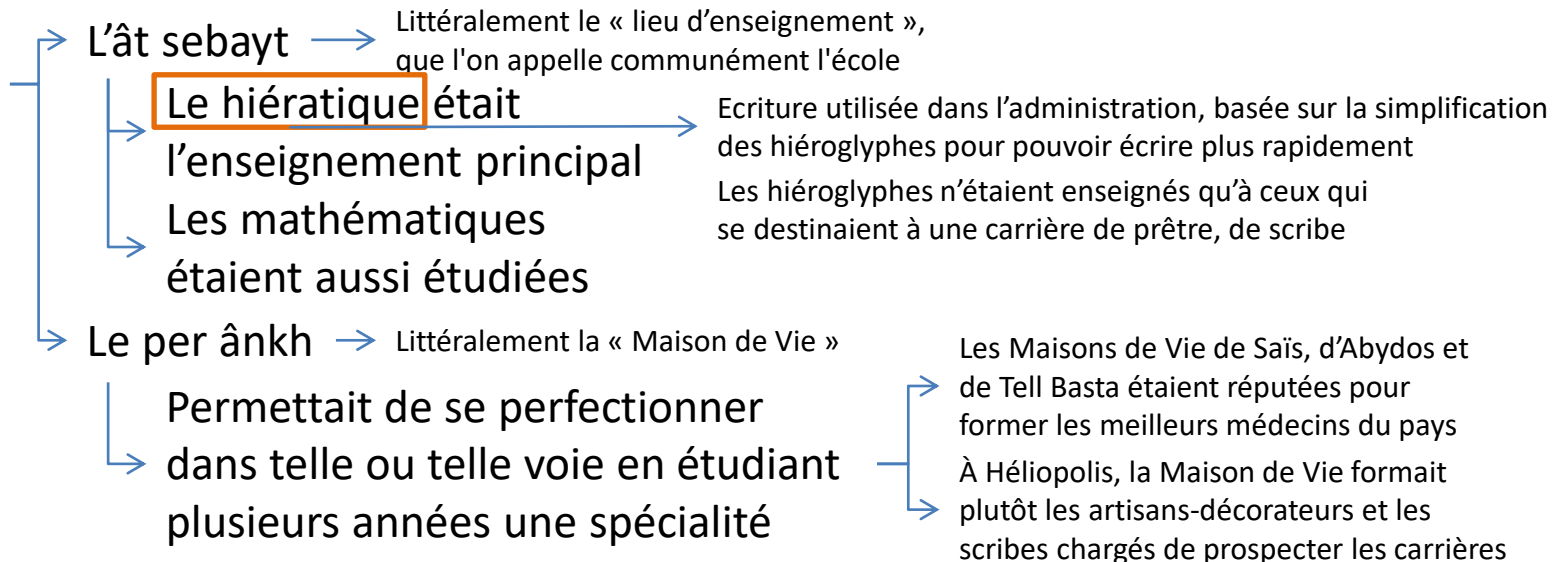 L'ât sebayt
Littéralement le « lieu d’enseignement »,
que l'on appelle communément l'école
Le hiératique était
l’enseignement principal
Ecriture utilisée dans l’administration, basée sur la simplification
des hiéroglyphes pour pouvoir écrire plus rapidement
Les hiéroglyphes n’étaient enseignés qu’à ceux qui
se destinaient à une carrière de prêtre, de scribe
Les mathématiques
étaient aussi étudiées
Le per ânkh
Littéralement la « Maison de Vie »
Permettait de se perfectionner
dans telle ou telle voie en étudiant
plusieurs années une spécialité
Les Maisons de Vie de Saïs, d’Abydos et
de Tell Basta étaient réputées pour
former les meilleurs médecins du pays
À Héliopolis, la Maison de Vie formait
plutôt les artisans-décorateurs et les
scribes chargés de prospecter les carrières